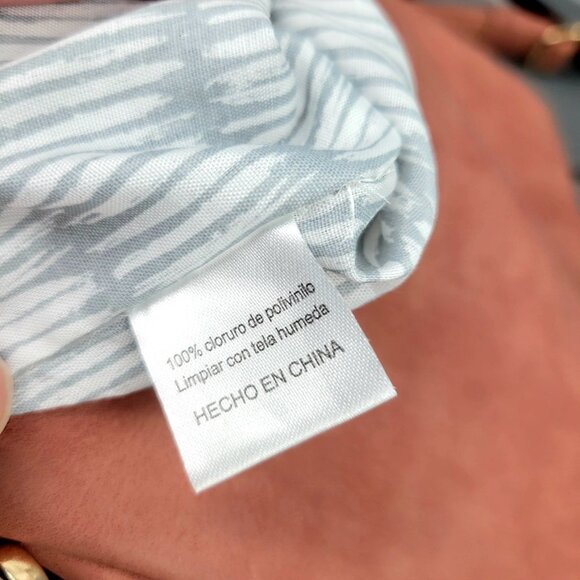 100% cloruro de polivinilo
Limpiar con tela humeda
HECHO EN CHINA